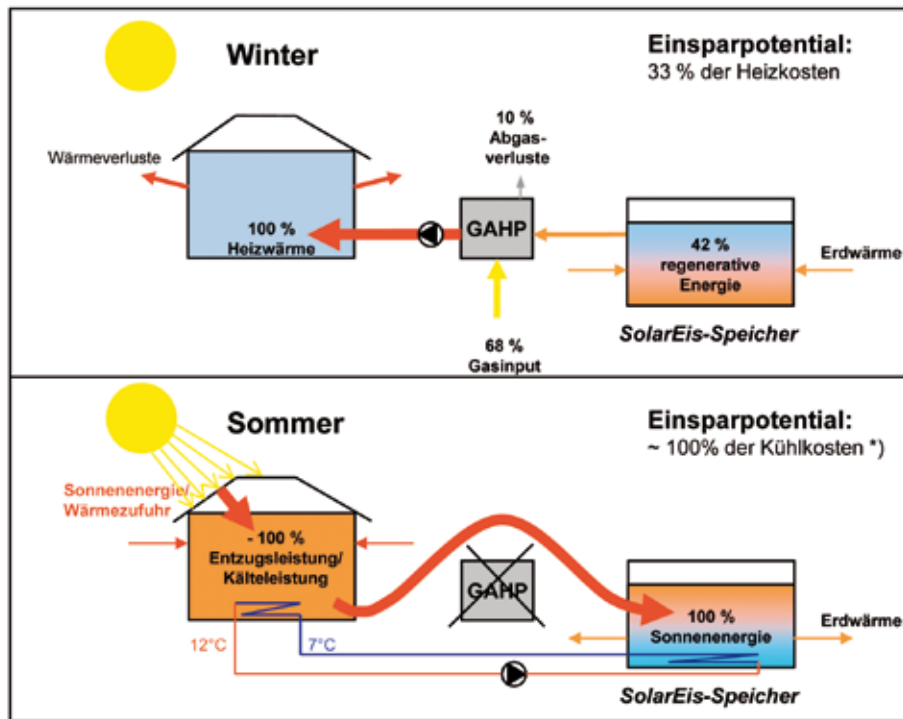 Winter
Einsparpotential:
33 % der Heizkosten
10 %
Abgas-
verluste
Wärmeverluste
100 %
Heizwärme
GAHP
42 %
regenerative
Energie
Erdwärme
SolarEis-Speicher
68 %
Gasinput
Sommer
Einsparpotential:
~ 100% der Kühlkosten *)
Sonnenenergie/
Wärmezufuhr
- 100 %
Entzugsleistung/
Kälteleistung
GAHP
100 %
Sonnenenergie
Erdwärme
12°C
7°C
SolarEis-Speicher